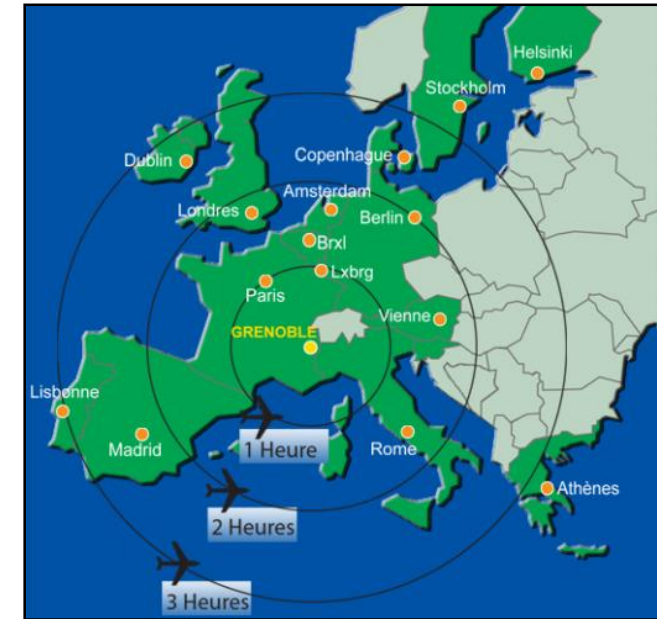 Helsinki
Stockholm
Dublin
Copenhague
Amsterdam
Londres
Berlin
Brxl
Lxbrg
Paris
Vienne
GRENOBLE
Lisbonne
Madrid
1 Heure
Rome
Athènes
2 Heures
3 Heures